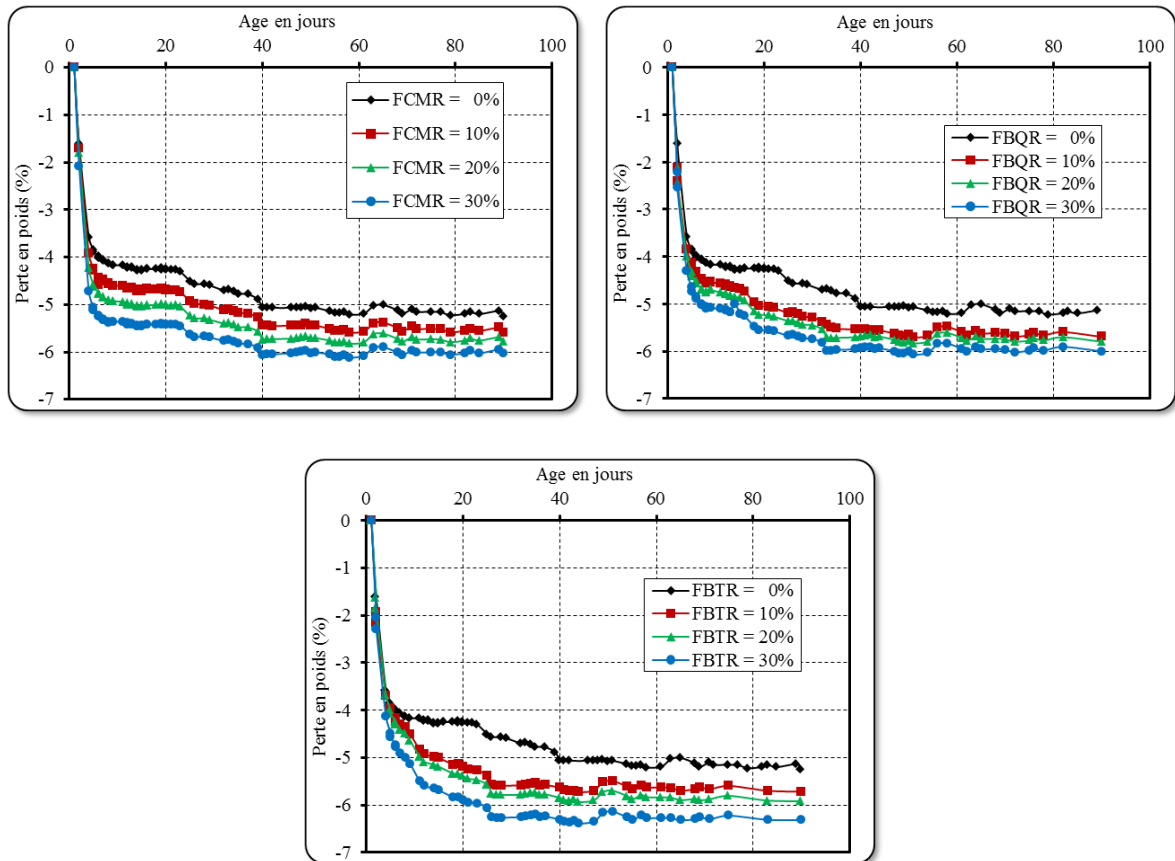 Age en jours
0 20 40 60 80 100
0
-1
-2
-3
-4
-5
-6
-7
Perte en poids (%)
FCMR = 0%
FCMR = 10%
FCMR = 20%
FCMR = 30%
Age en jours
0 20 40 60 80 100
0
-1
-2
-3
-4
-5
-6
-7
Perte en poids (%)
FBQR = 0%
FBQR = 10%
FBQR = 20%
FBQR = 30%
Age en jours
0 20 40 60 80 100
0
-1
-2
-3
-4
-5
-6
-7
Perte en poids (%)
FBTR = 0%
FBTR = 10%
FBTR = 20%
FBTR = 30%